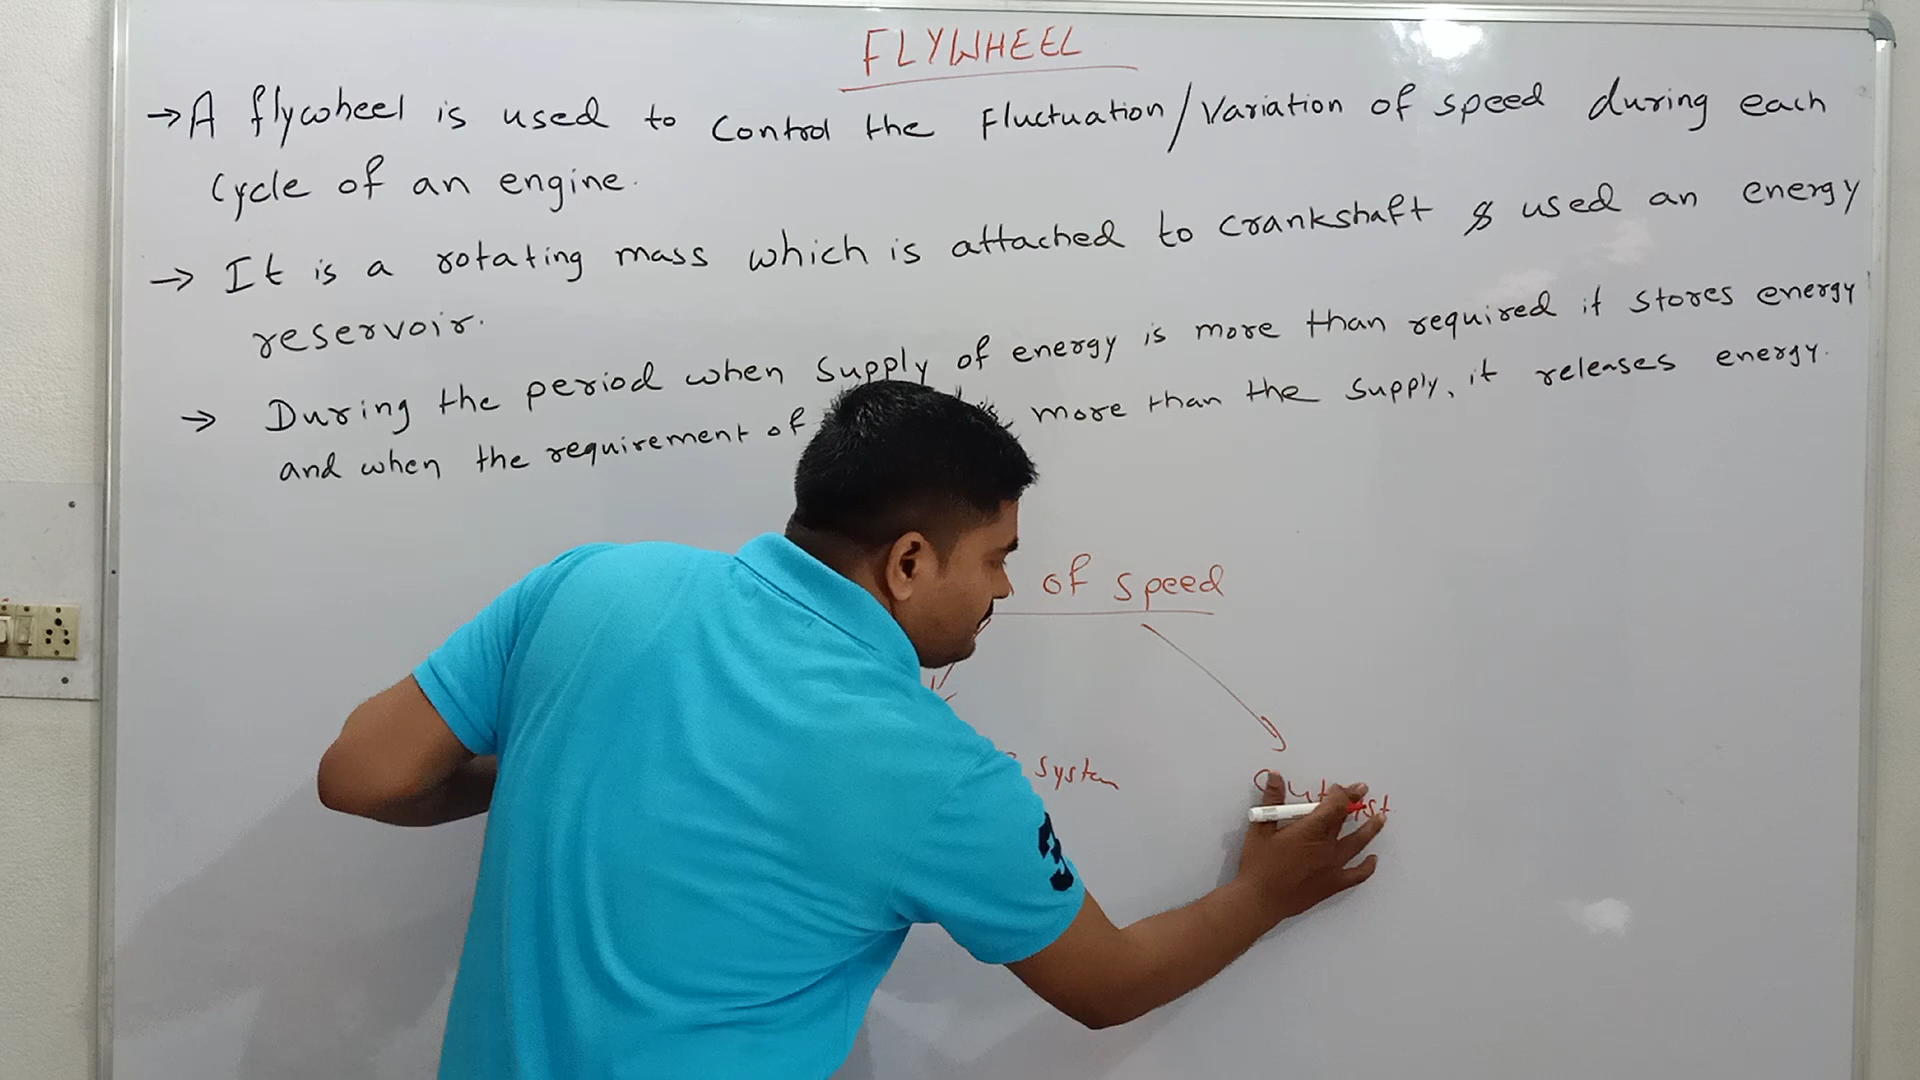 FLYWHEEL
→ A flywheel is used to control the Fluctuation/Variation of speed during each
cycle of an engine.
→ It is a rotating mass which is attached to crankshaft & used an energy
reservoir.
→ During the period when supply of energy is more than required it stores energy
and when the requirement of more than the supply, it releases energy.
of speed
system
3